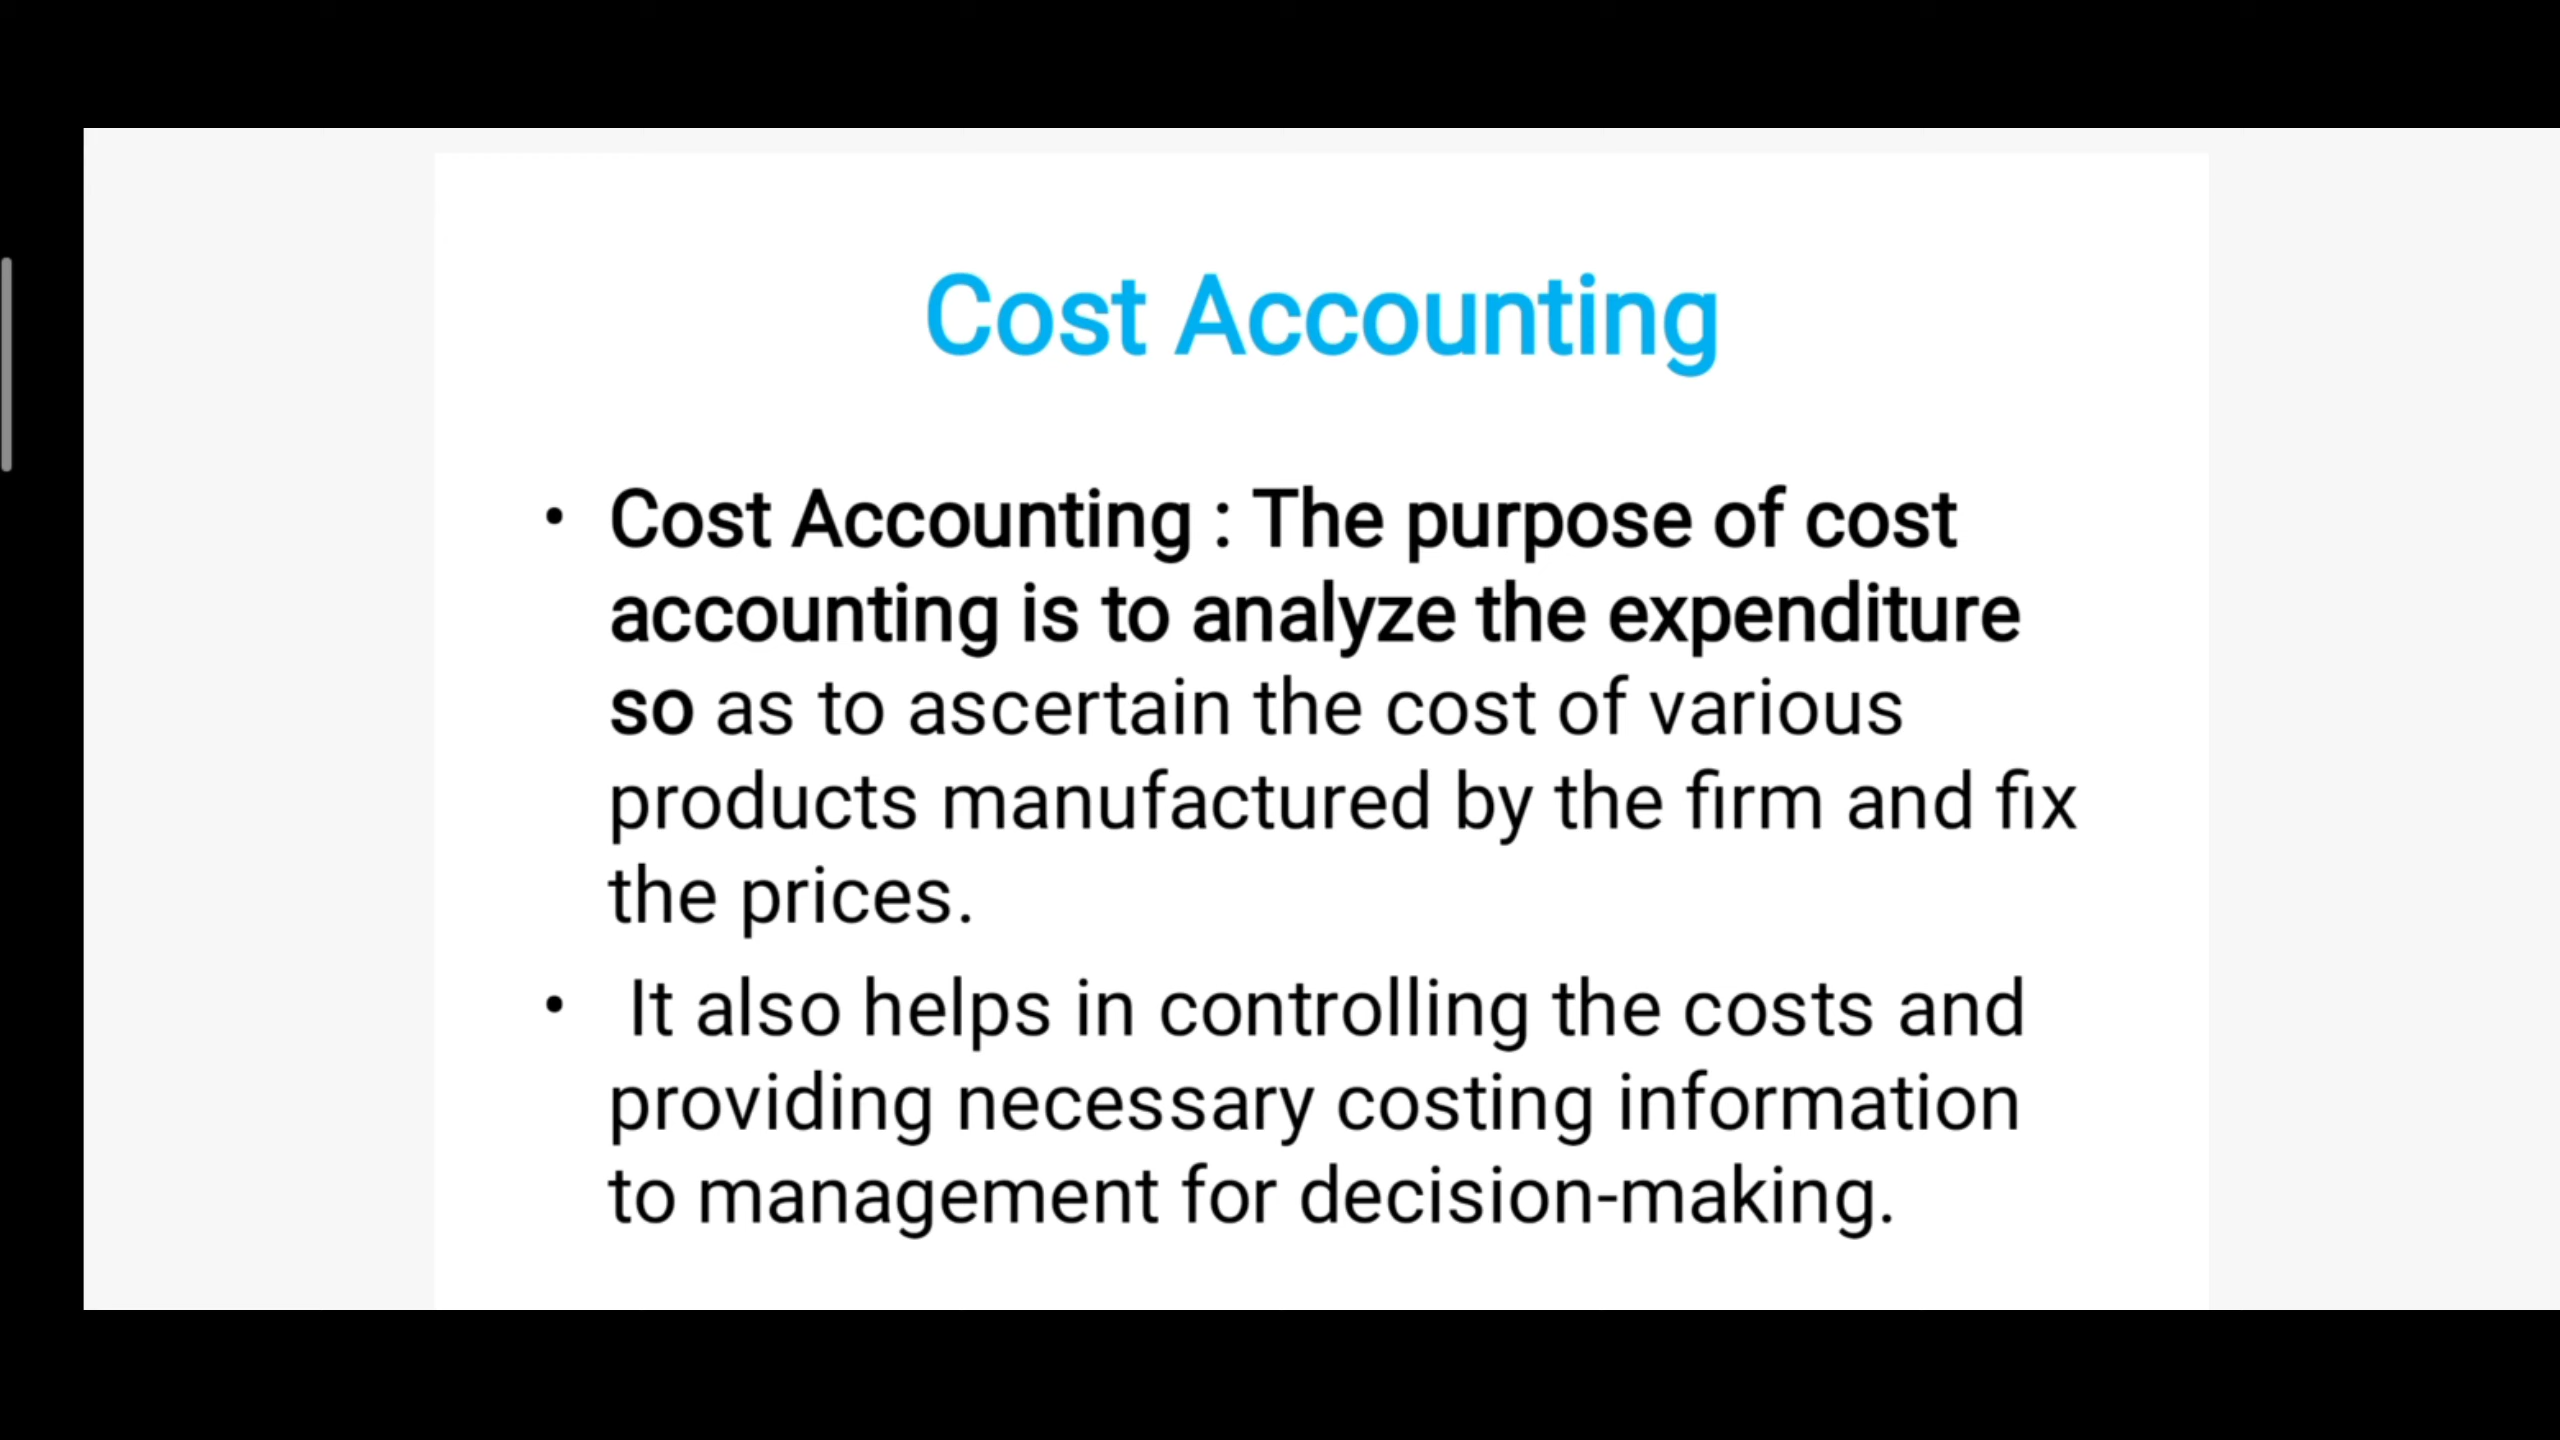 Cost Accounting
• Cost Accounting : The purpose of cost
accounting is to analyze the expenditure
so as to ascertain the cost of various
products manufactured by the firm and fix
the prices.
• It also helps in controlling the costs and
providing necessary costing information
to management for decision-making.